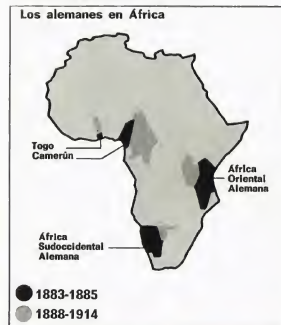 Los alemanes en África
Togo
Camerún
África
Oriental
Alemana
África
Sudoccidental
Alemana
1883-1885
1888-1914